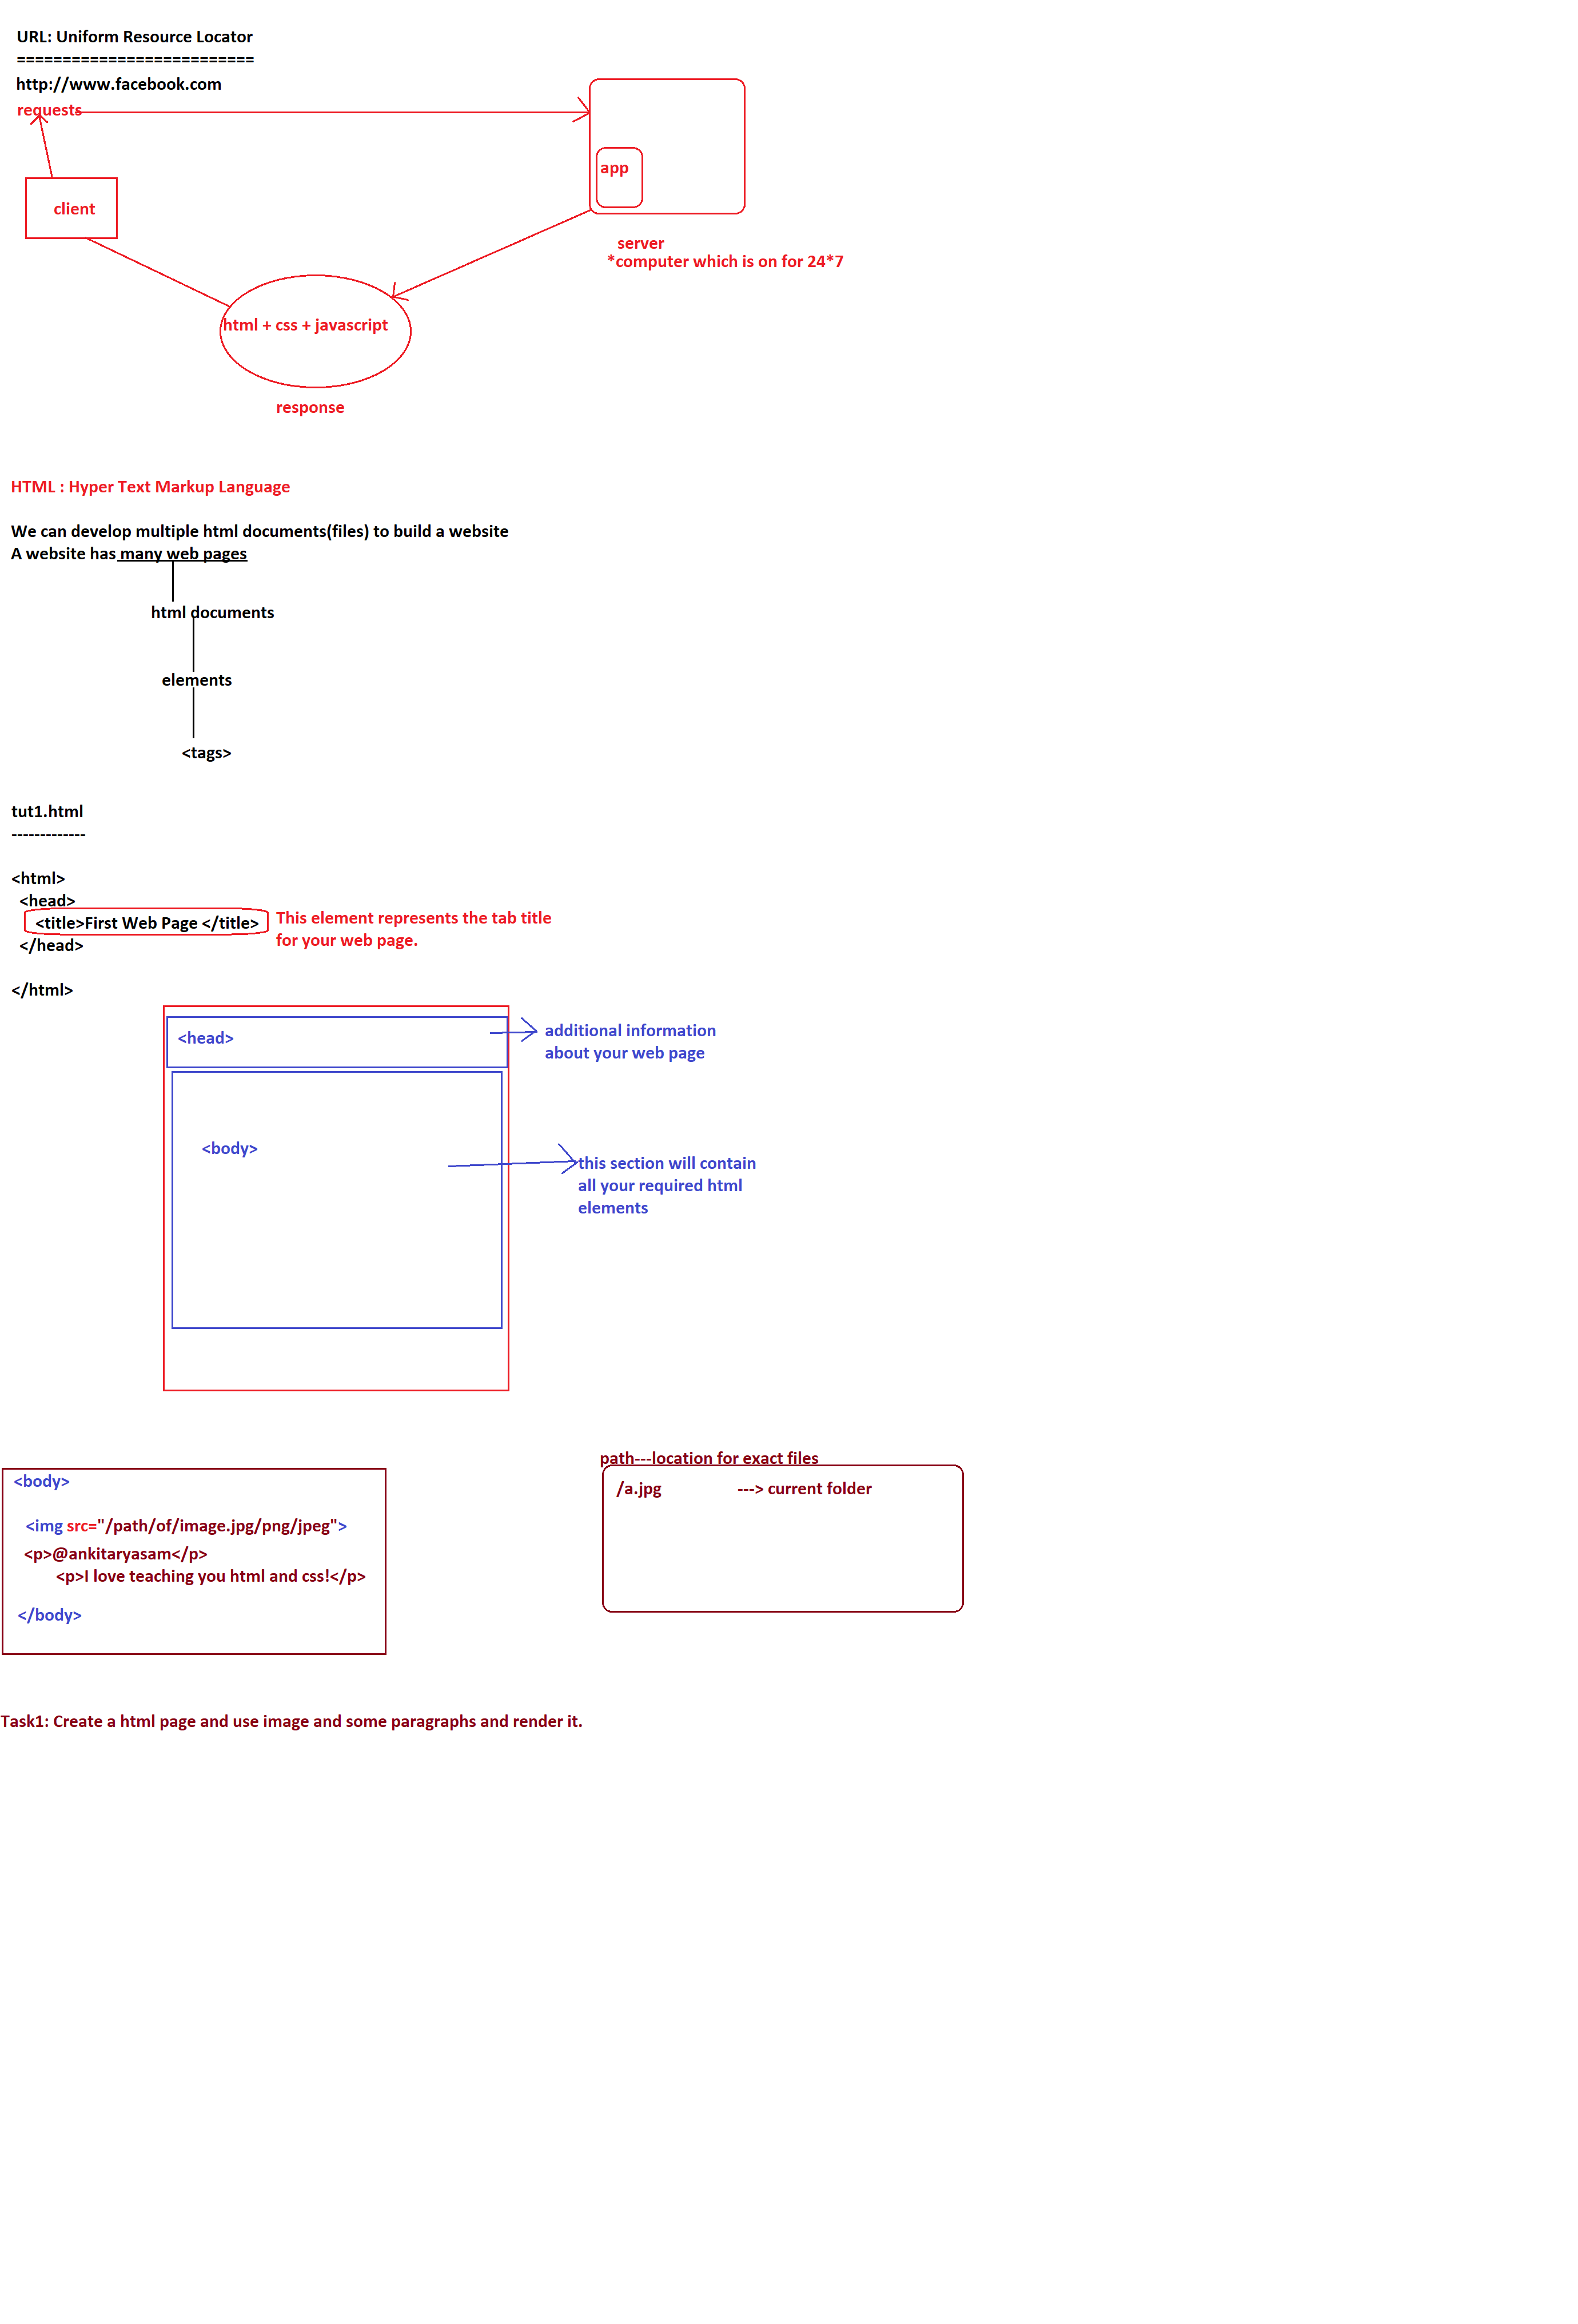 URL: Uniform Resource Locator
==========================
http://www.facebook.com
requests
app
client
server
*computer which is on for 24*7
html + css + javascript
response
HTML : Hyper Text Markup Language
We can develop multiple html documents(files) to build a website
A website has many web pages
html documents
elements
<tags>
tut1.html
-------------
<html>
<head>
<title>First Web Page </title>
This element represents the tab title
for your web page.
</head>
</html>
<head>
additional information
about your web page
<body>
this section will contain
all your required html
elements
path---location for exact files
/a.jpg ---> current folder
<body>
<img src="/path/of/image.jpg/png/jpeg">
<p>@ankitaryasam</p>
<p>I love teaching you html and css!</p>
</body>
Task1: Create a html page and use image and some paragraphs and render it.